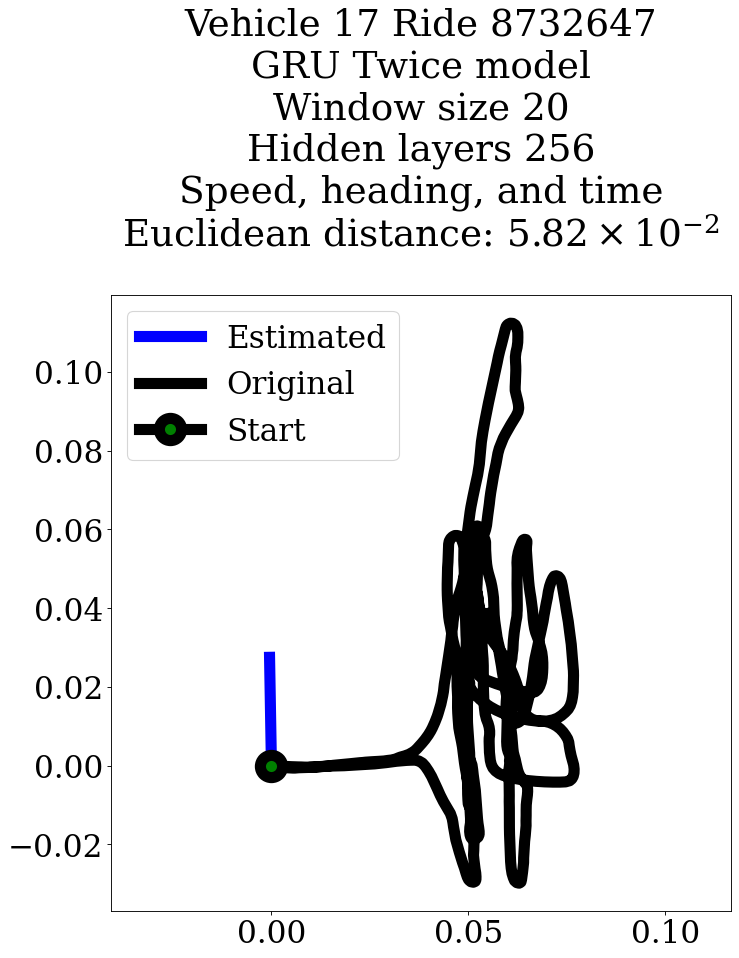 Vehicle 17 Ride 8732647
GRU Twice model
Window size 20
Hidden layers 256
Speed, heading, and time
Euclidean distance: 5.82 × 10⁻²
Estimated
Original
Start
0.10
0.08
0.06
0.04
0.02
0.00
−0.02
0.00 0.05 0.10